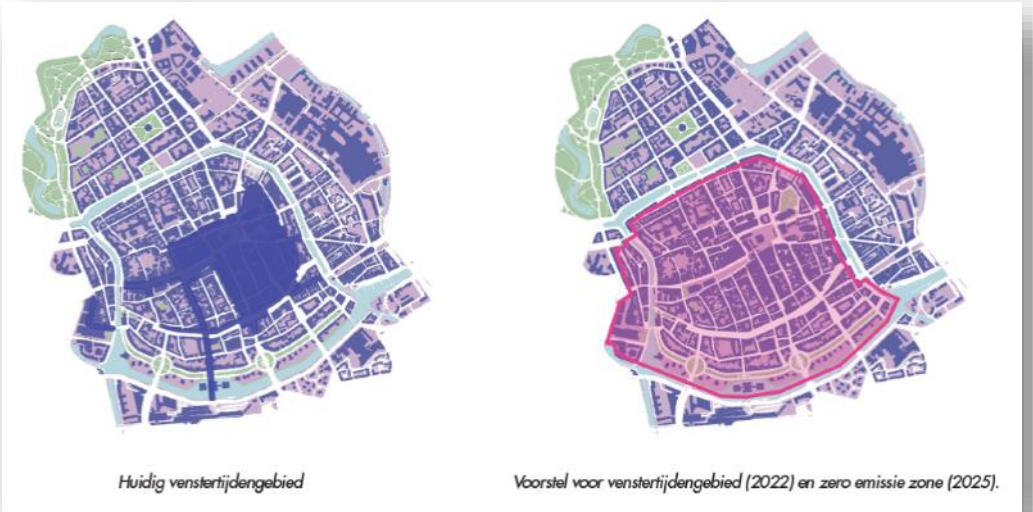 Huidig venstertijdengebied
Voorstel voor venstertijdengebied (2022) en zero emissie zone (2025).